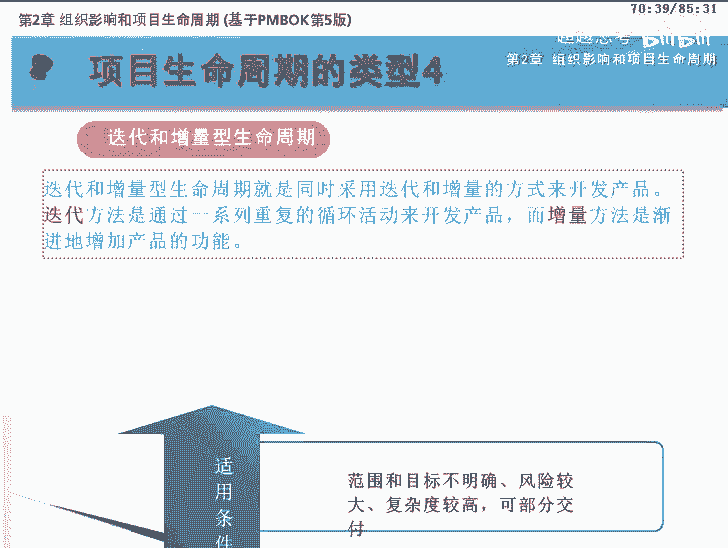 70:39/85:31
第2章 组织影响和项目生命周期 (基于PMBOK第5版)
bilibili
第2章 组织影响和项目生命周期
项目生命周期的类型4
迭代和增量型生命周期
迭代和增量型生命周期就是同时采用迭代和增量的方式来开发产品。
迭代方法是通过一系列重复的循环活动来开发产品，而增量方法是渐
进地增加产品的功能。
适
用
条
件
范围和目标不明确、风险较
大、复杂度较高，可部分交
付